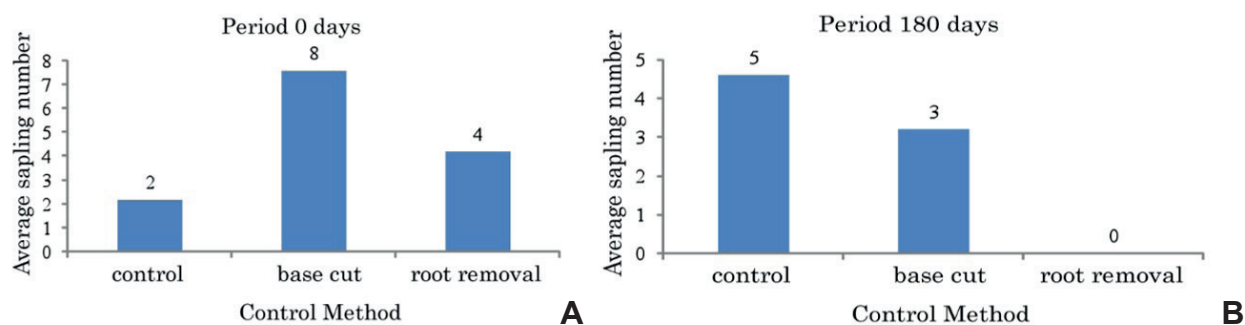 Period 0 days
Average sapling number
8
7
6
5
4
3
2
1
0
2
8
4
control base cut root removal
Control Method
A
Period 180 days
Average sapling number
5
4
3
2
1
0
5
3
0
control base cut root removal
Control Method
B